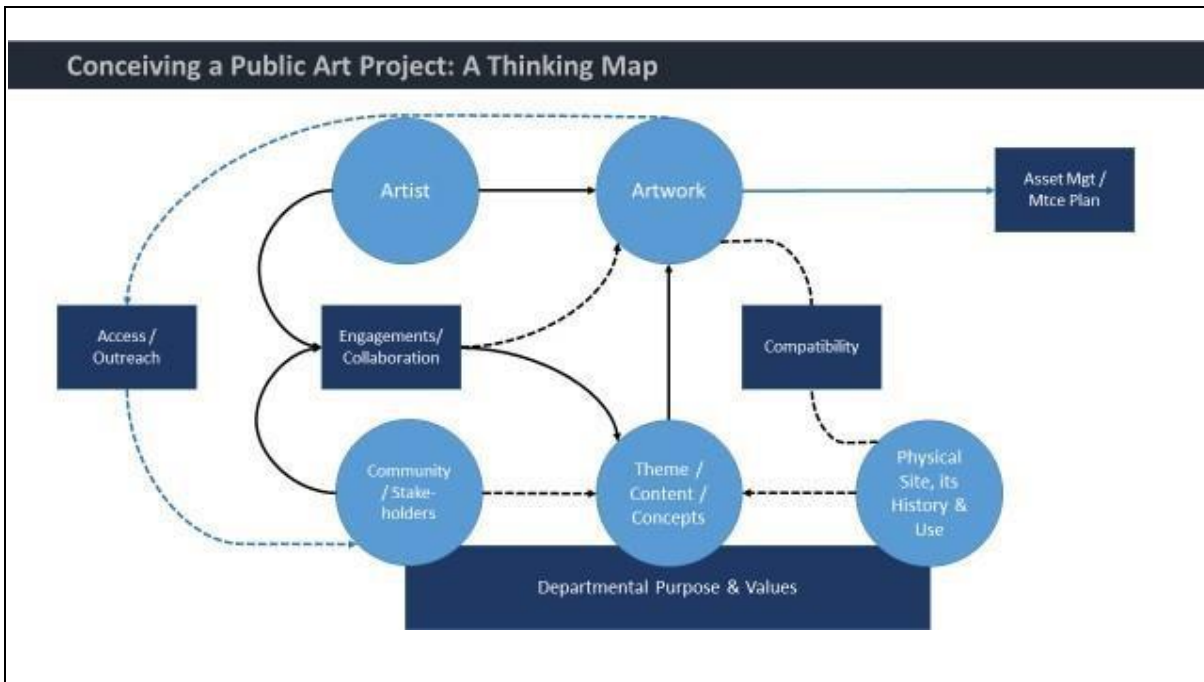 Conceiving a Public Art Project: A Thinking Map
Artist
Artwork
Asset Mgt /
Mtce Plan
Access /
Outreach
Engagements/
Collaboration
Compatibility
Community
/ Stake-
holders
Theme /
Content /
Concepts
Physical
Site, its
History &
Use
Departmental Purpose & Values